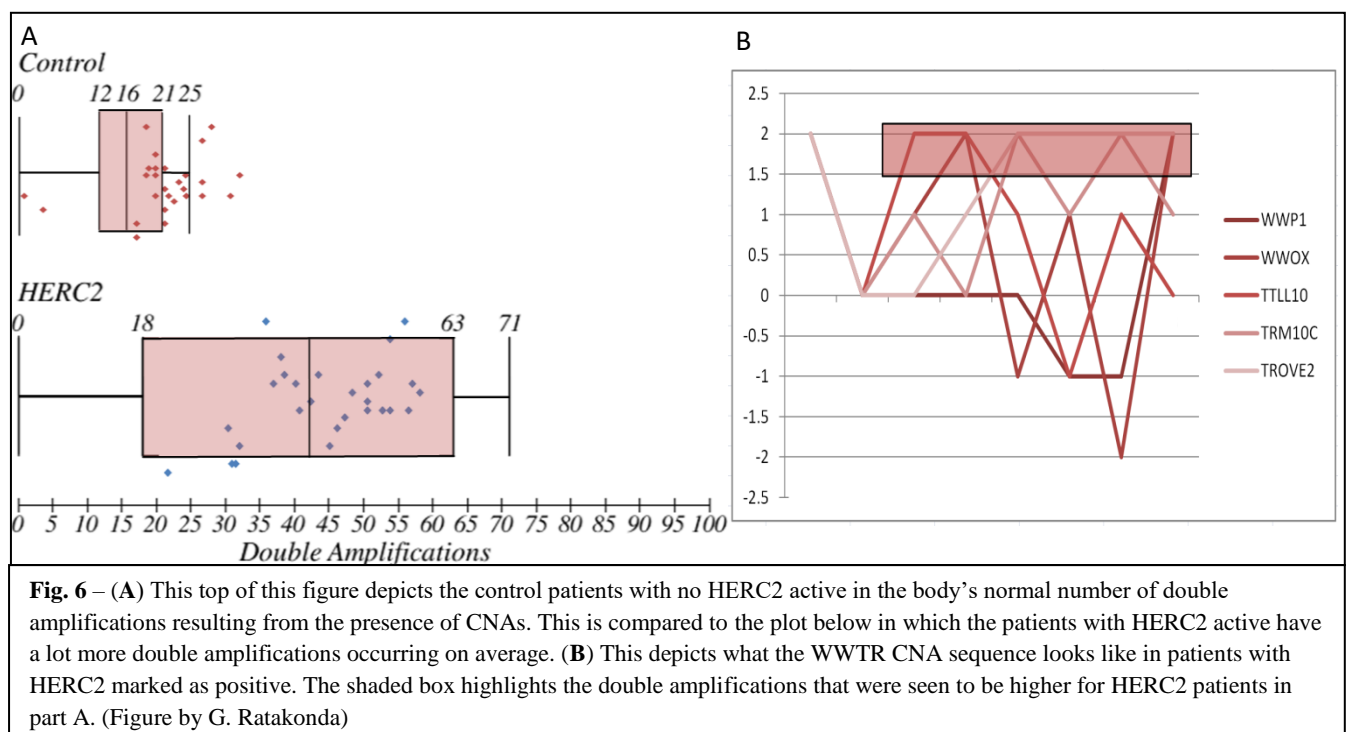 A
Control
0 12 16 21 25
HERC2
0 18 63 71
0 5 10 15 20 25 30 35 40 45 50 55 60 65 70 75 80 85 90 95 100
Double Amplifications
B
2.5
2
1.5
1
0.5
0
-0.5
-1
-1.5
-2
-2.5
WWP1
WWOX
TTLL10
TRM10C
TROVE2
Fig. 6 – (A) This top of this figure depicts the control patients with no HERC2 active in the body’s normal number of double
amplifications resulting from the presence of CNAs. This is compared to the plot below in which the patients with HERC2 active have
a lot more double amplifications occurring on average. (B) This depicts what the WWTR CNA sequence looks like in patients with
HERC2 marked as positive. The shaded box highlights the double amplifications that were seen to be higher for HERC2 patients in
part A. (Figure by G. Ratakonda)